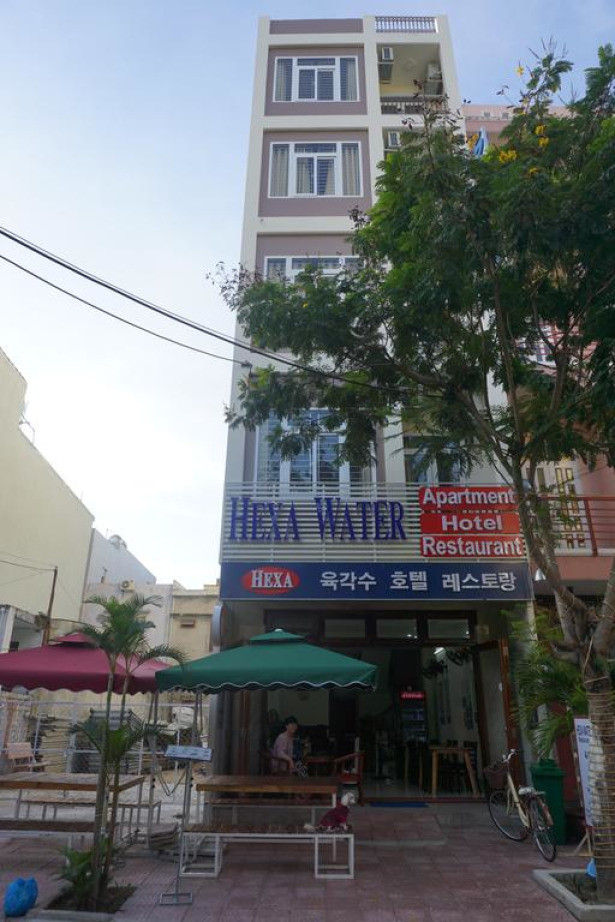 HEXA WATER
Apartment
Hotel
Restaurant
HEXA 육각수 호텔 레스토랑